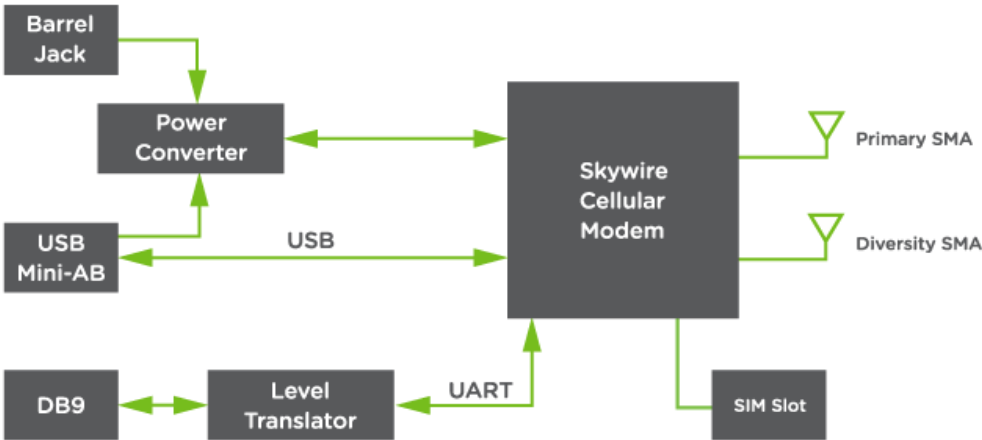 Barrel
Jack
Power
Converter
Skywire
Cellular
Modem
Primary SMA
USB
Mini-AB
USB
Diversity SMA
DB9
Level
Translator
UART
SIM Slot